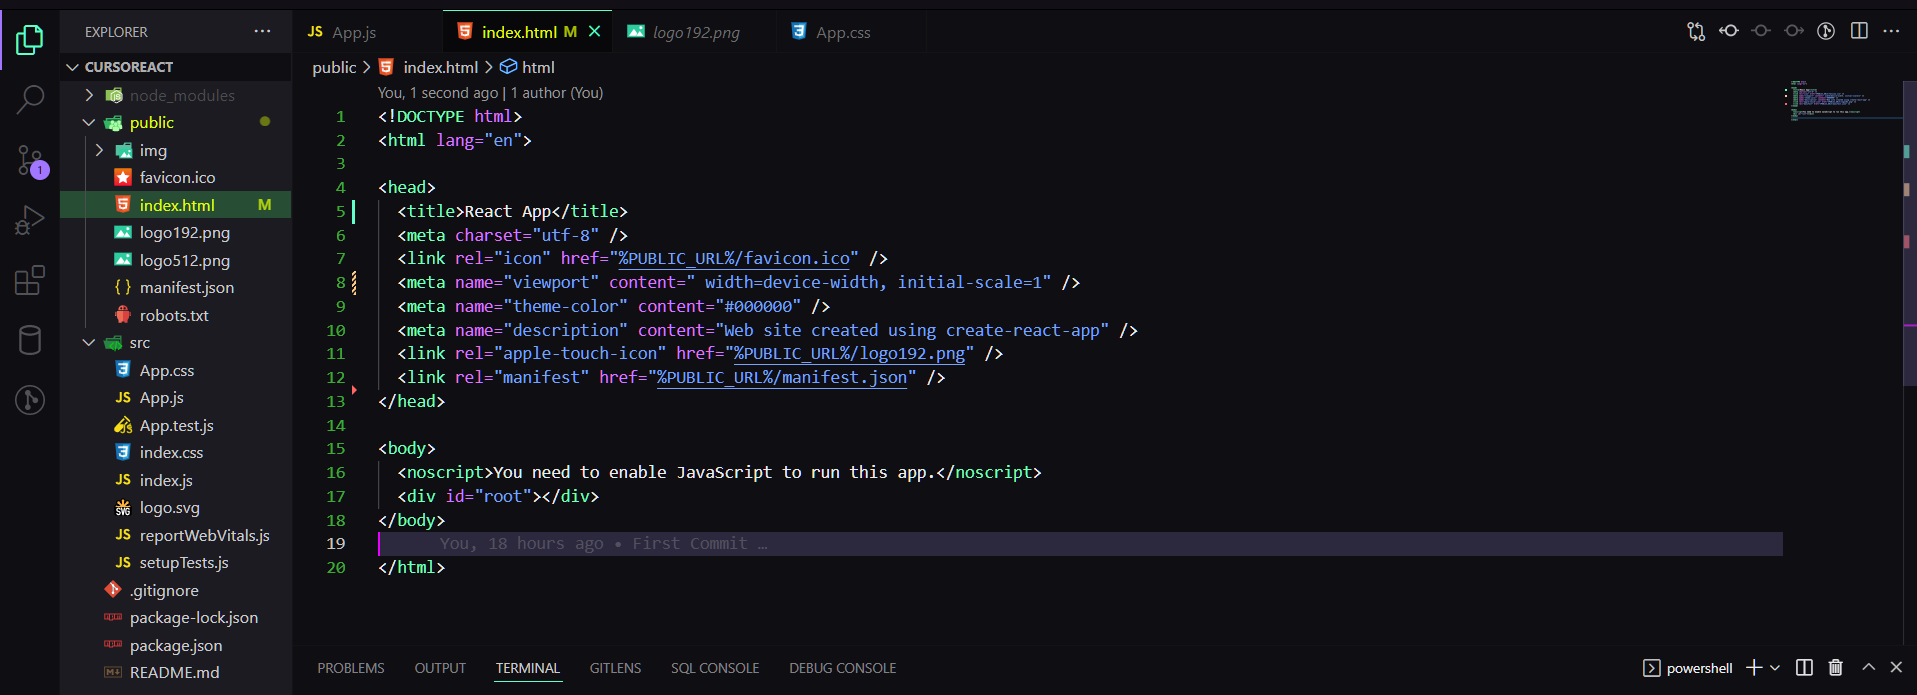 EXPLORER ···
CURSOREACT
node_modules
public
img
favicon.ico
index.html M
logo192.png
logo512.png
manifest.json
robots.txt
src
App.css
App.js
App.test.js
index.css
index.js
logo.svg
reportWebVitals.js
setupTests.js
.gitignore
package-lock.json
package.json
README.md
1
JS App.js
index.html M
logo192.png
App.css
public > index.html > html
You, 1 second ago | 1 author (You)
1 <!DOCTYPE html>
2 <html lang="en">
3
4 <head>
5 <title>React App</title>
6 <meta charset="utf-8" />
7 <link rel="icon" href="%PUBLIC_URL%/favicon.ico" />
8 <meta name="viewport" content=" width=device-width, initial-scale=1" />
9 <meta name="theme-color" content="#000000" />
10 <meta name="description" content="Web site created using create-react-app" />
11 <link rel="apple-touch-icon" href="%PUBLIC_URL%/logo192.png" />
12 <link rel="manifest" href="%PUBLIC_URL%/manifest.json" />
13 </head>
14
15 <body>
16 <noscript>You need to enable JavaScript to run this app.</noscript>
17 <div id="root"></div>
18 </body>
19 You, 18 hours ago • First Commit …
20 </html>
PROBLEMS OUTPUT TERMINAL GITLENS SQL CONSOLE DEBUG CONSOLE
powershell